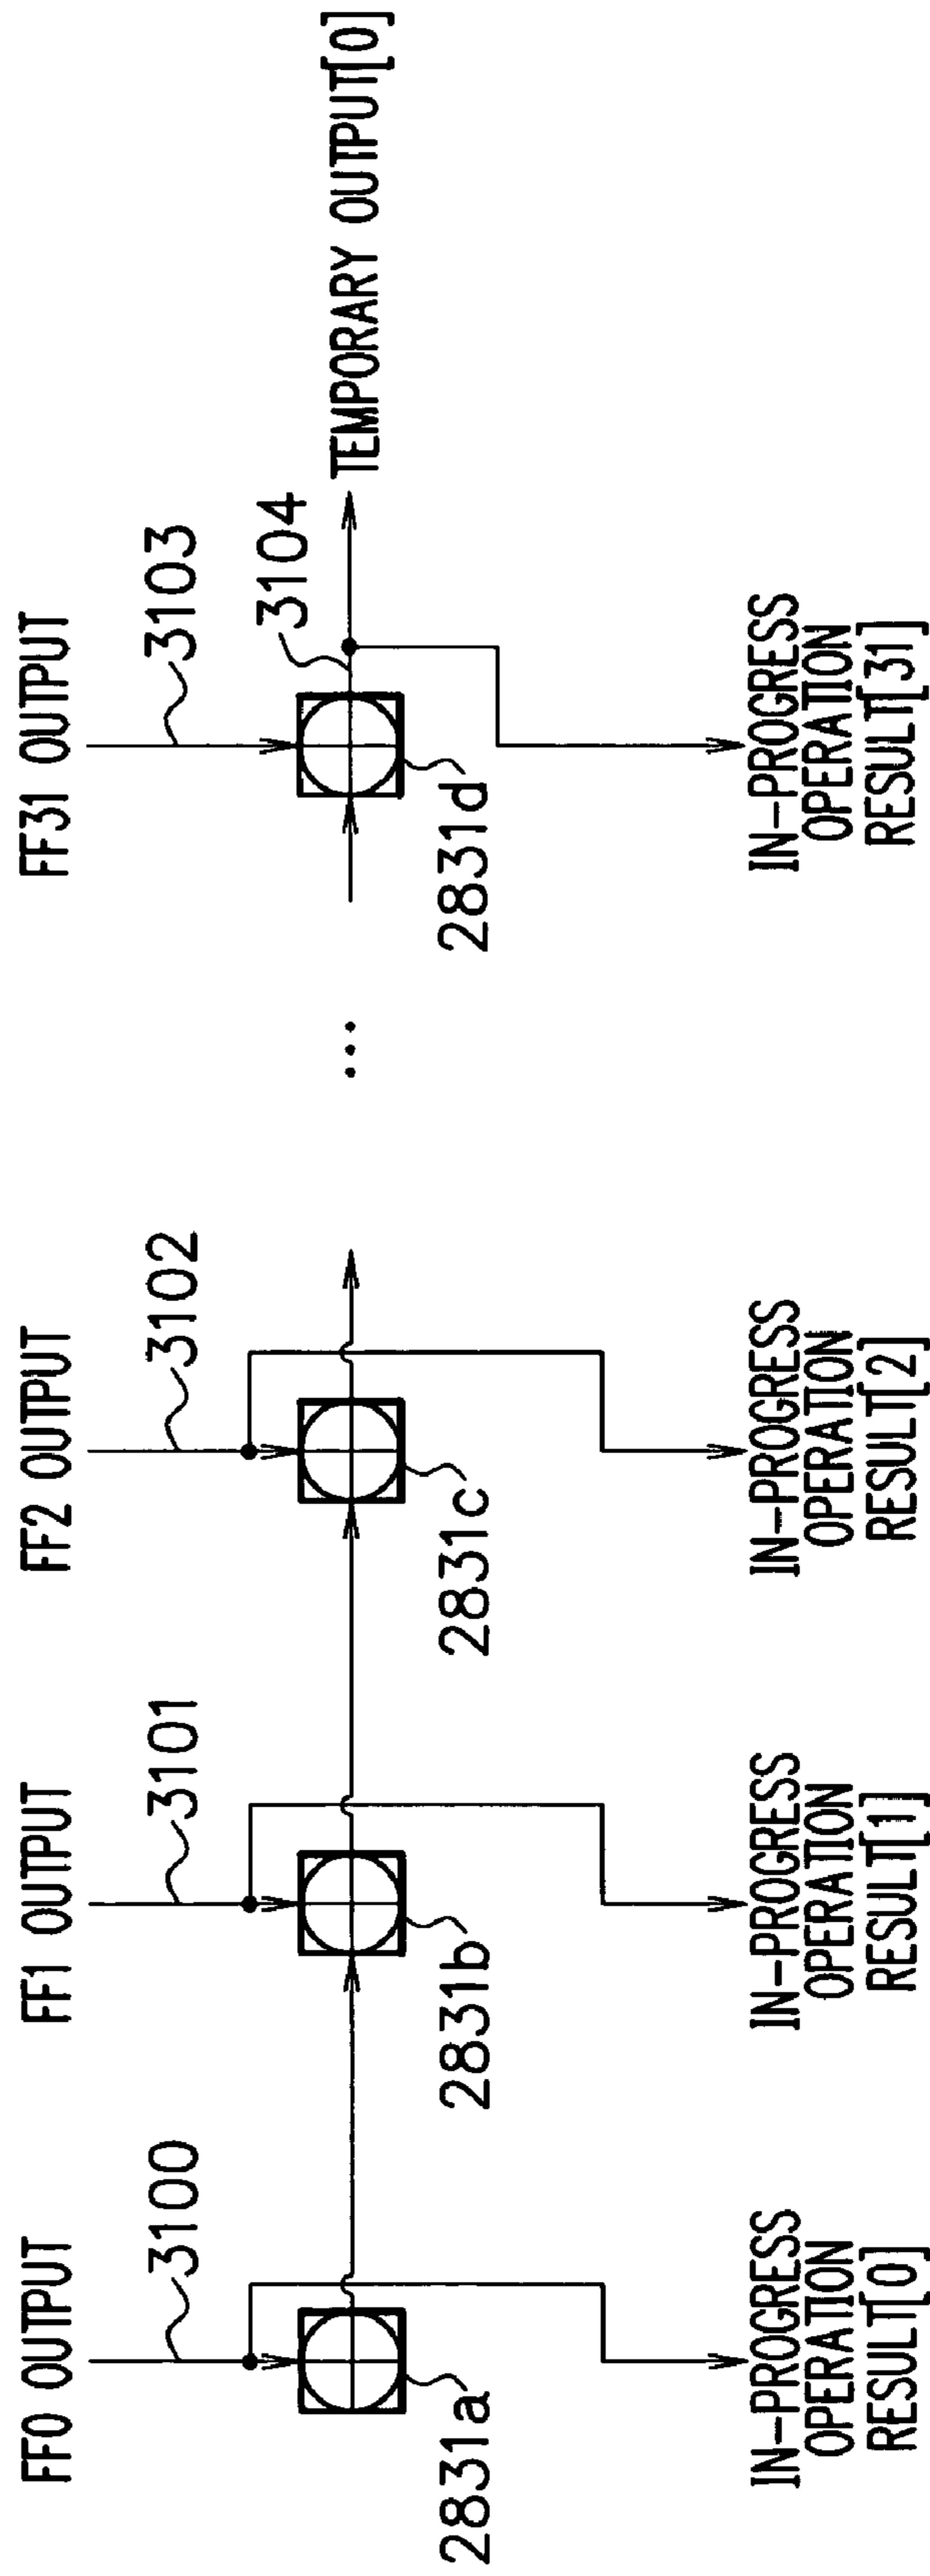 FF0 OUTPUT
FF1 OUTPUT
FF2 OUTPUT
FF31 OUTPUT
3100
3101
3102
3103
3104
TEMPORARY OUTPUT[0]
...
2831a
2831b
2831c
2831d
IN-PROGRESS
OPERATION
RESULT[0]
IN-PROGRESS
OPERATION
RESULT[1]
IN-PROGRESS
OPERATION
RESULT[2]
IN-PROGRESS
OPERATION
RESULT[31]